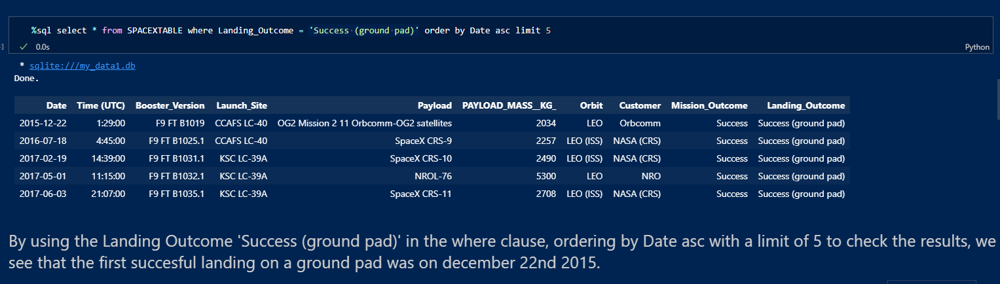 %sql select * from SPACEXTABLE where Landing_Outcome = 'Success (ground pad)' order by Date asc limit 5
] ✓ 0.0s Python
* sqlite:///my_data1.db
Done.
Date Time (UTC) Booster_Version Launch_Site Payload PAYLOAD_MASS__KG_ Orbit Customer Mission_Outcome Landing_Outcome
2015-12-22 1:29:00 F9 FT B1019 CCAFS LC-40 OG2 Mission 2 11 Orbcomm-OG2 satellites 2034 LEO Orbcomm Success Success (ground pad)
2016-07-18 4:45:00 F9 FT B1025.1 CCAFS LC-40 SpaceX CRS-9 2257 LEO (ISS) NASA (CRS) Success Success (ground pad)
2017-02-19 14:39:00 F9 FT B1031.1 KSC LC-39A SpaceX CRS-10 2490 LEO (ISS) NASA (CRS) Success Success (ground pad)
2017-05-01 11:15:00 F9 FT B1032.1 KSC LC-39A NROL-76 5300 LEO NRO Success Success (ground pad)
2017-06-03 21:07:00 F9 FT B1035.1 KSC LC-39A SpaceX CRS-11 2708 LEO (ISS) NASA (CRS) Success Success (ground pad)
By using the Landing Outcome 'Success (ground pad)' in the where clause, ordering by Date asc with a limit of 5 to check the results, we
see that the first succesful landing on a ground pad was on december 22nd 2015.